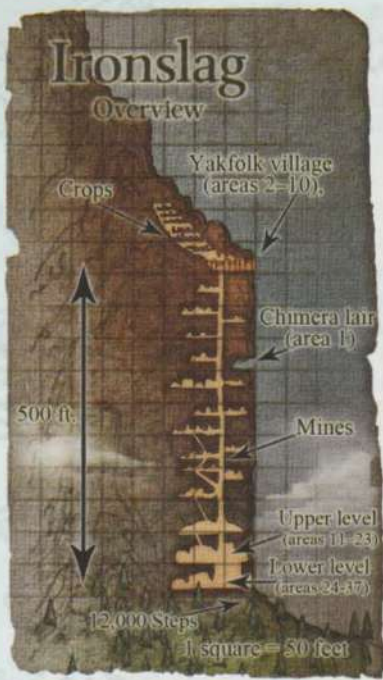 Ironslag
Overview
Yakfolk village
(areas 2–10).
Crops
Chimera lair
(area 1)
500 ft.
Mines
Upper level
(areas 11–23)
Lower level
(areas 24-37)
12,000 Steps
1 square = 50 feet